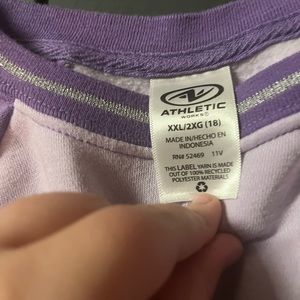 ATHLETIC
WORKS®
XXL/2XG (18)
MADE IN/HECHO EN
INDONESIA
RN# 52469 11V
THIS LABEL YARN IS MADE
OUT OF 100% RECYCLED
POLYESTER MATERIALS